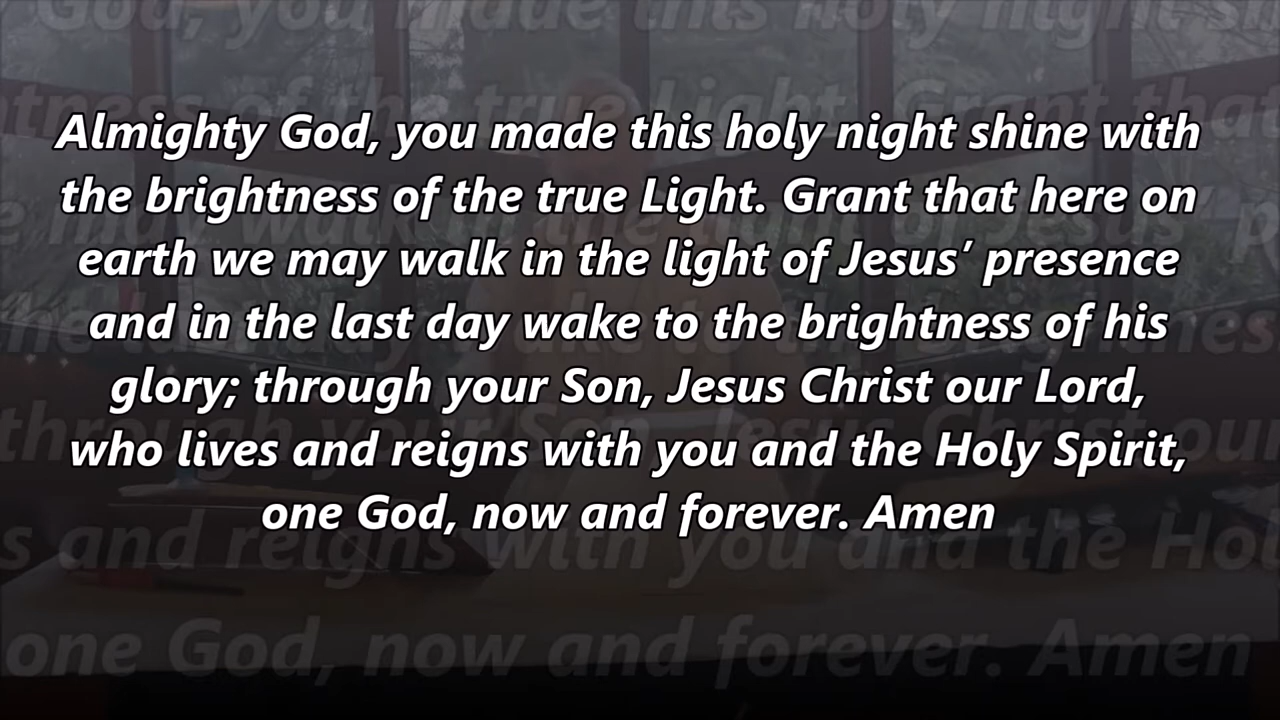 Almighty God, you made this holy night shine with
the brightness of the true Light. Grant that here on
earth we may walk in the light of Jesus’ presence
and in the last day wake to the brightness of his
glory; through your Son, Jesus Christ our Lord,
who lives and reigns with you and the Holy Spirit,
one God, now and forever. Amen